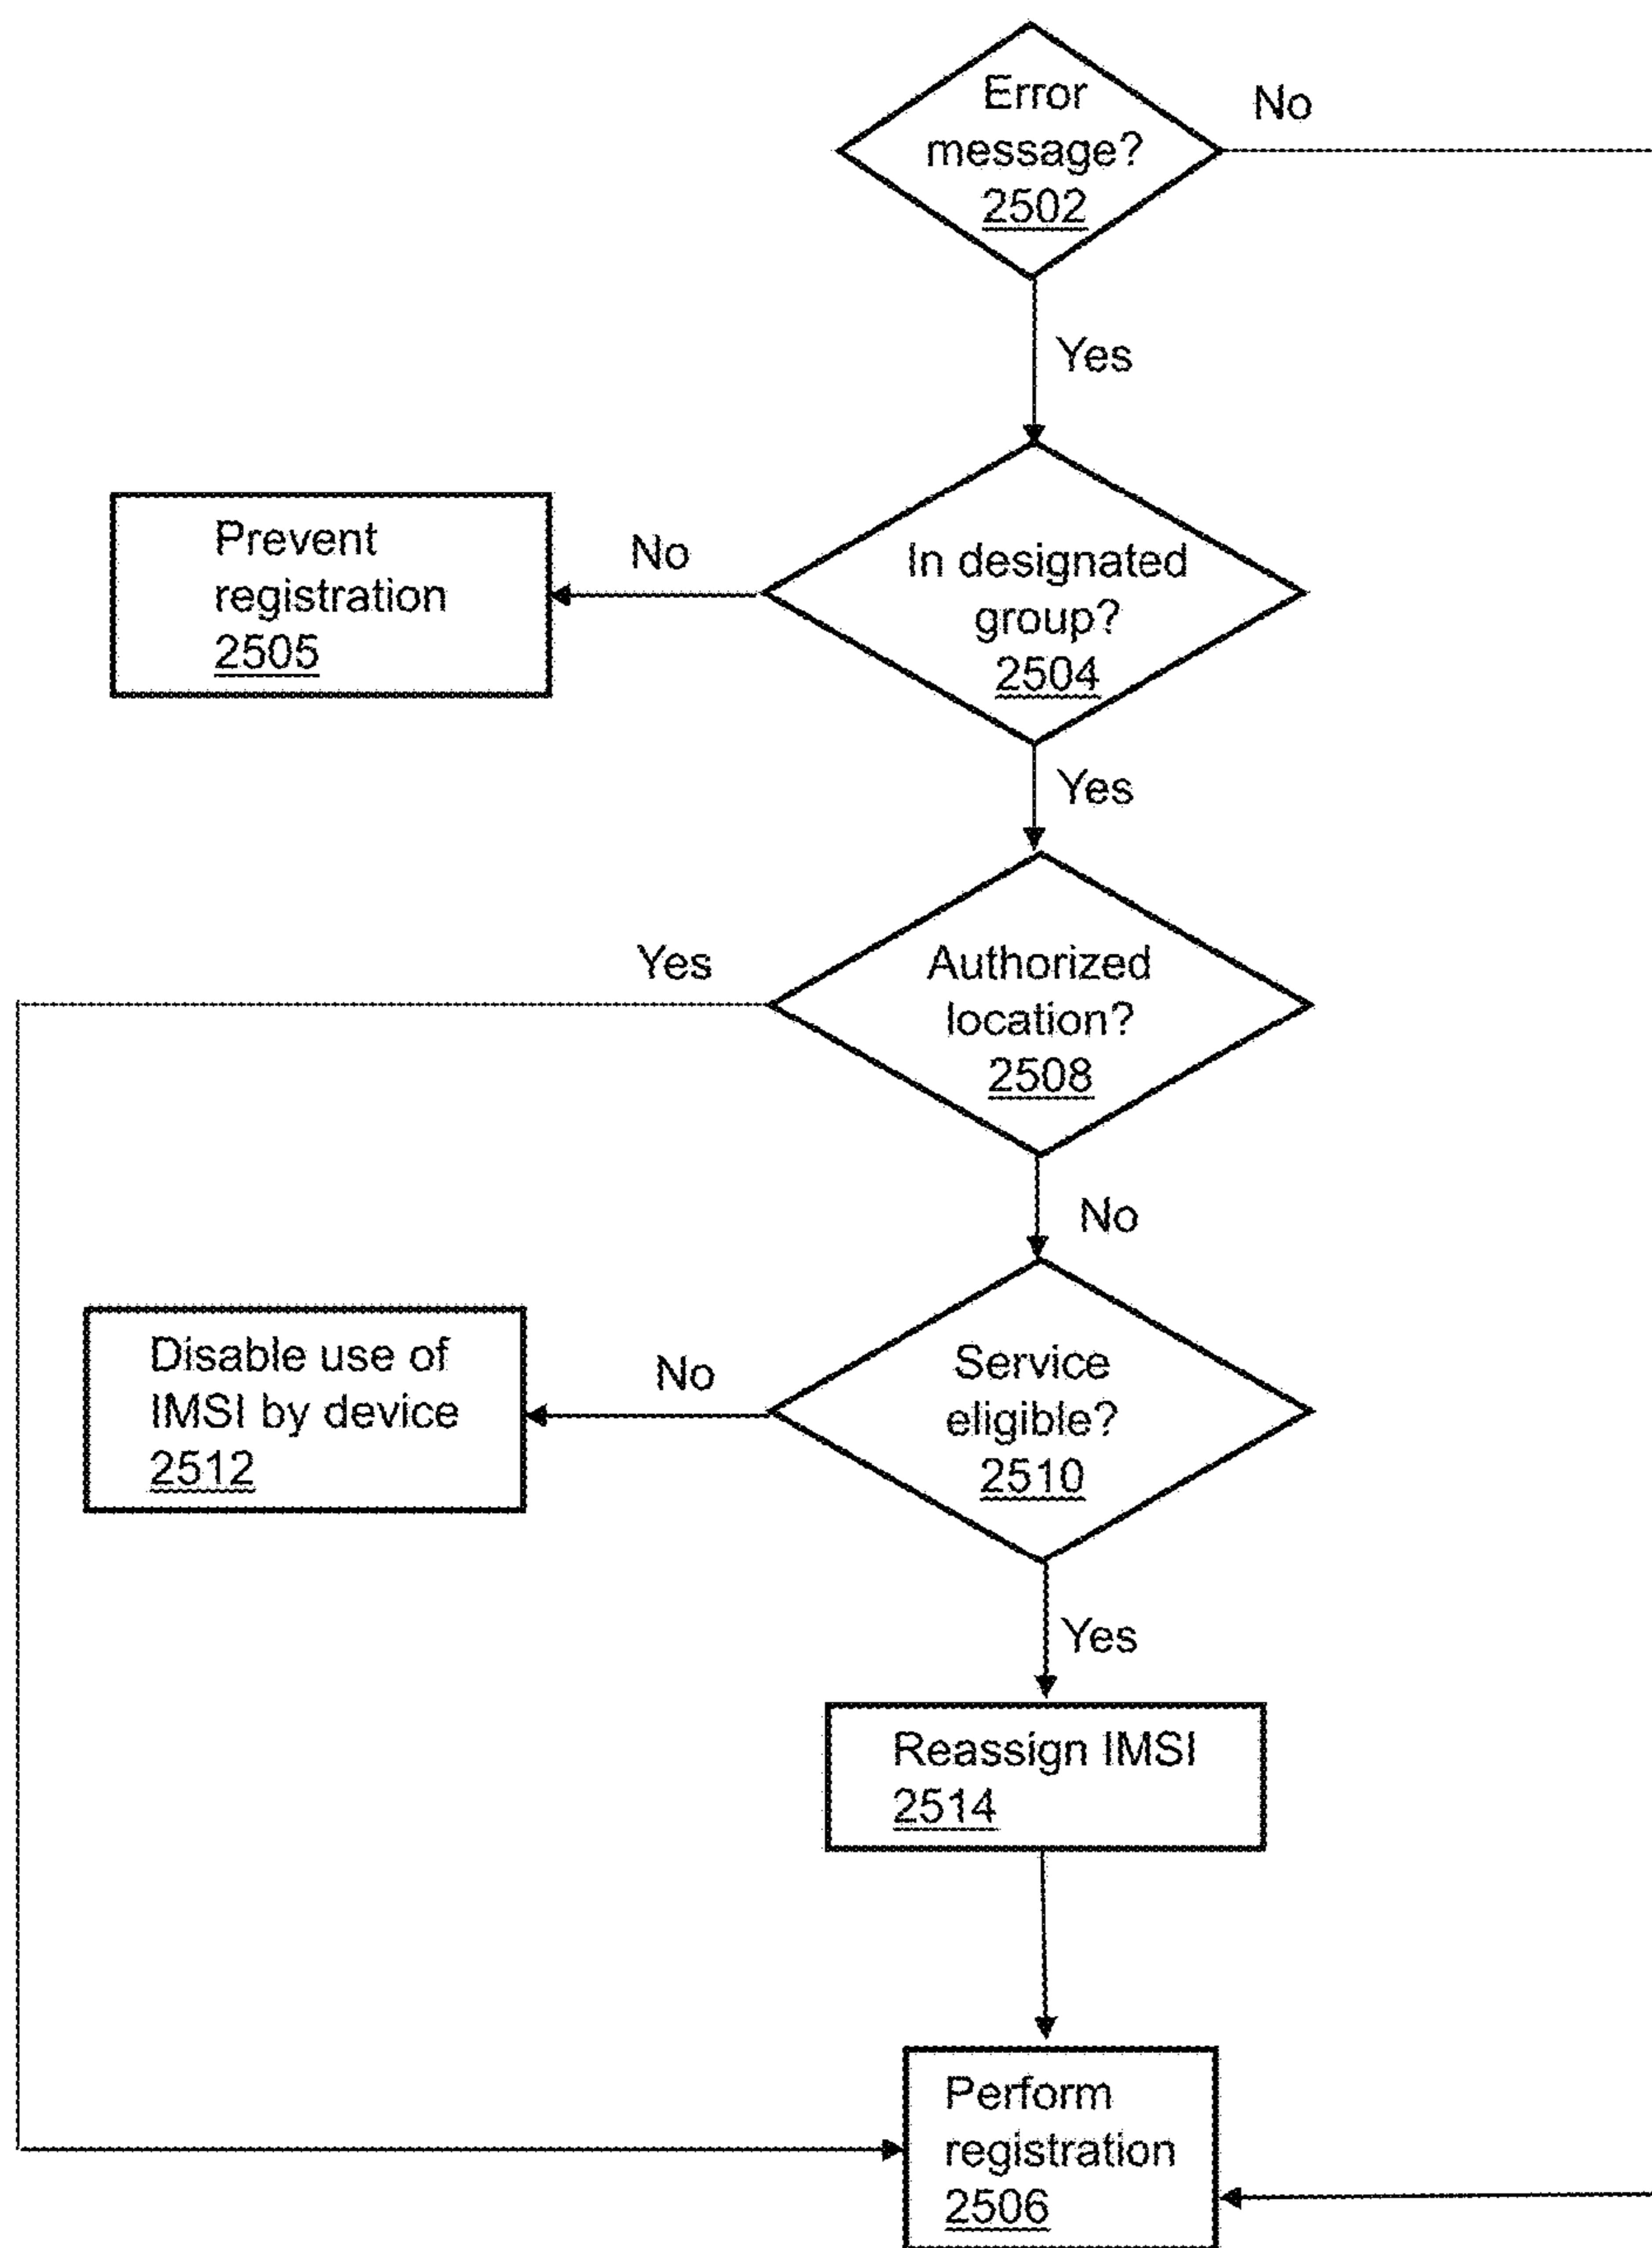 Error
message?
2502
No
Yes
Prevent
registration
2505
No
In designated
group?
2504
Yes
Yes
Authorized
location?
2508
No
Disable use of
IMSI by device
2512
No
Service
eligible?
2510
Yes
Reassign IMSI
2514
Perform
registration
2506